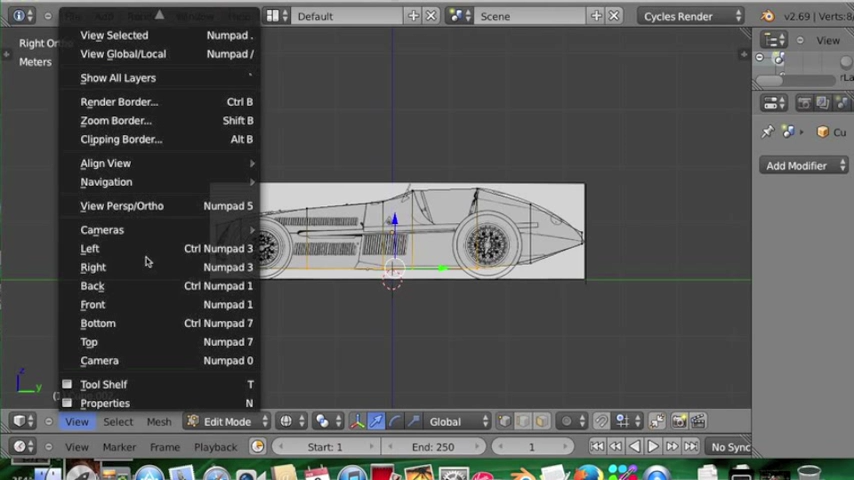 Default
Scene
Cycles Render
v2.69 | Verts:8/
Right Ortho
Meters
View
View Selected Numpad .
View Global/Local Numpad /
Show All Layers `
Render Border... Ctrl B
Zoom Border... Shift B
Clipping Border... Alt B
Align View
Navigation
View Persp/Ortho Numpad 5
Cameras
Left Ctrl Numpad 3
Right Numpad 3
Back Ctrl Numpad 1
Front Numpad 1
Bottom Ctrl Numpad 7
Top Numpad 7
Camera Numpad 0
Tool Shelf T
Properties N
Cu
Add Modifier
z
y
View Select Mesh Edit Mode Global
View Marker Frame Playback Start: 1 End: 250 1 No Sync